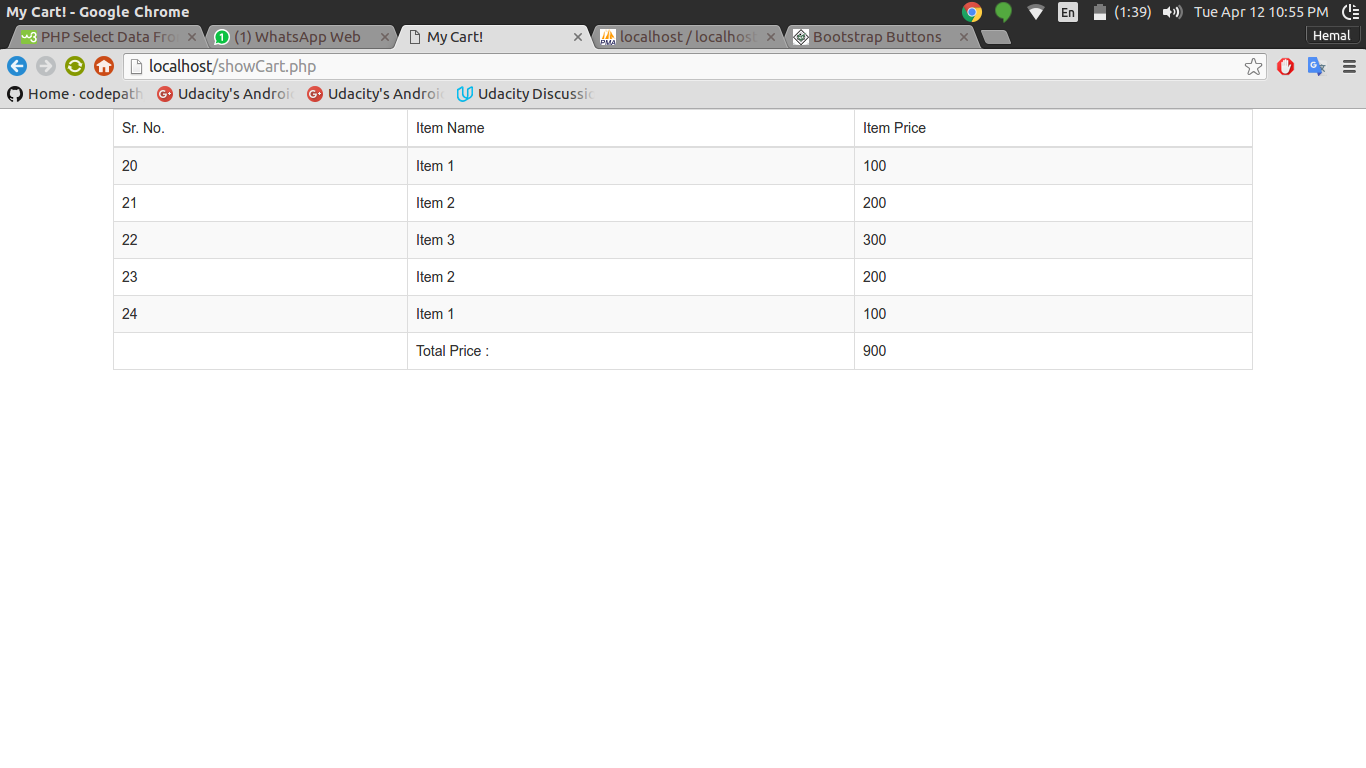 My Cart! - Google Chrome
En (1:39) Tue Apr 12 10:55 PM
PHP Select Data Fro (1) WhatsApp Web My Cart! localhost / localhost Bootstrap Buttons Hemal
localhost/showCart.php
Home · codepath Udacity's Androi Udacity's Androi Udacity Discussic
Sr. No. Item Name Item Price
20 Item 1 100
21 Item 2 200
22 Item 3 300
23 Item 2 200
24 Item 1 100
Total Price : 900